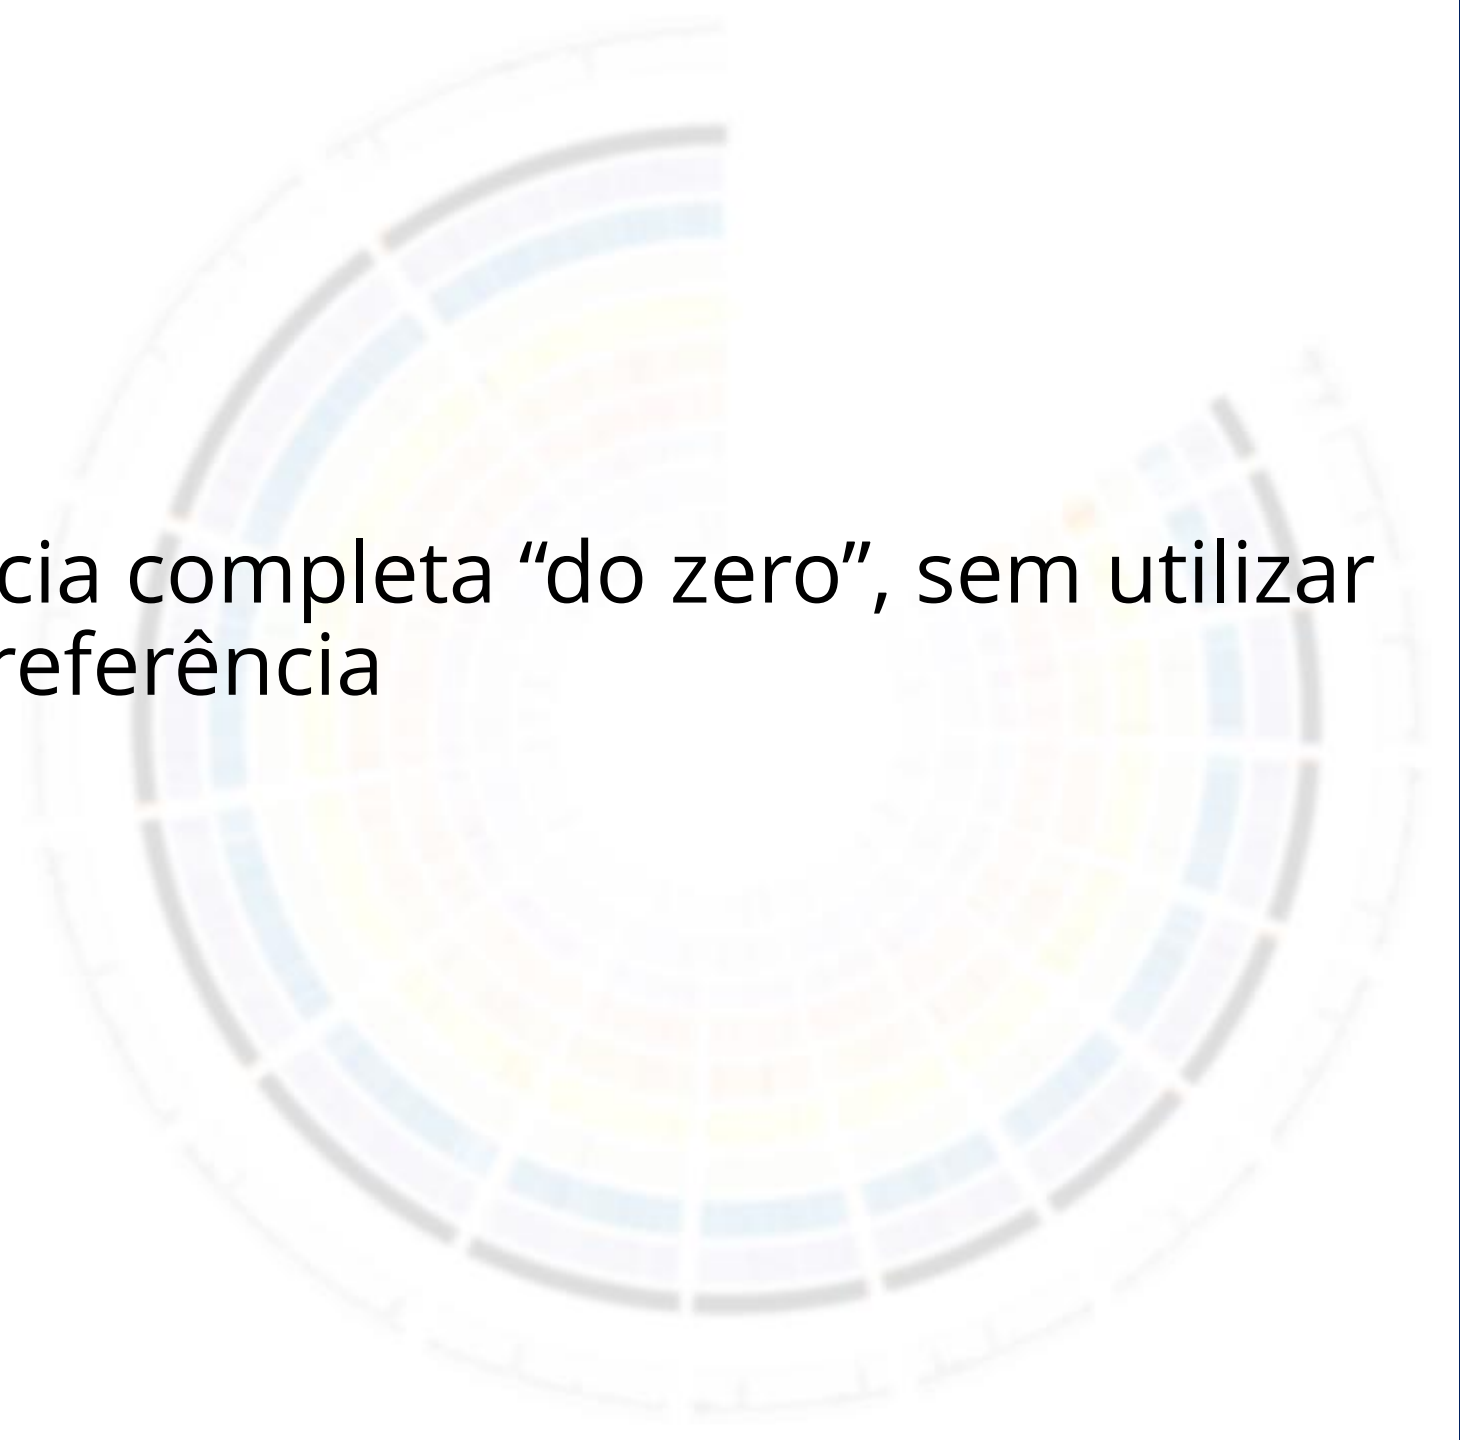 cia completa “do zero”, sem utilizar
referência